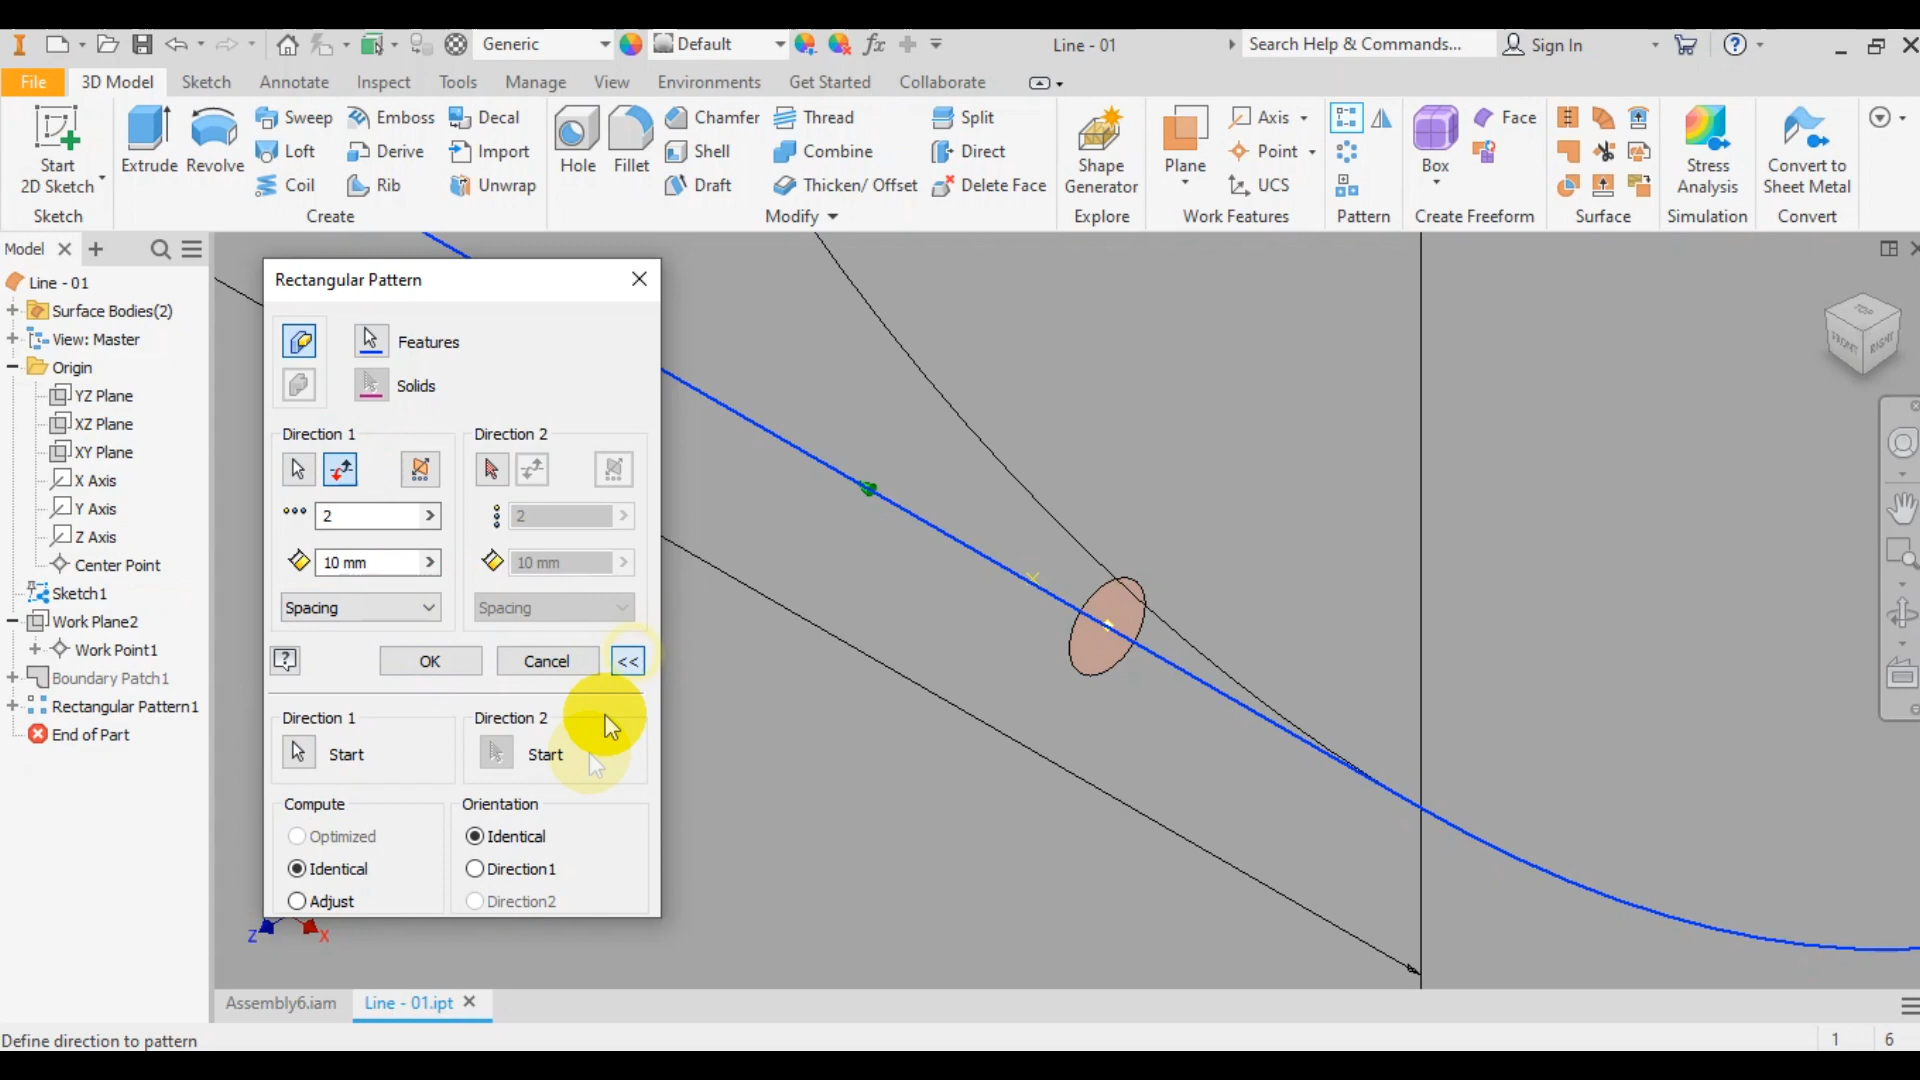 Generic
Default
Line - 01
Search Help & Commands...
Sign In
File
3D Model
Sketch
Annotate
Inspect
Tools
Manage
View
Environments
Get Started
Collaborate
Start
2D Sketch
Sketch
Extrude
Revolve
Sweep
Loft
Coil
Emboss
Derive
Rib
Decal
Import
Unwrap
Create
Hole
Fillet
Chamfer
Shell
Draft
Thread
Combine
Thicken/ Offset
Split
Direct
Delete Face
Modify
Shape
Generator
Explore
Plane
Axis
Point
UCS
Work Features
Pattern
Box
Face
Create Freeform
Surface
Stress
Analysis
Simulation
Convert to
Sheet Metal
Convert
Model
Line - 01
Surface Bodies(2)
View: Master
Origin
YZ Plane
XZ Plane
XY Plane
X Axis
Y Axis
Z Axis
Center Point
Sketch1
Work Plane2
Work Point1
Boundary Patch1
Rectangular Pattern1
End of Part
Rectangular Pattern
Features
Solids
Direction 1
Direction 2
2
2
10 mm
10 mm
Spacing
Spacing
OK
Cancel
<<
Direction 1
Direction 2
Start
Start
Compute
Orientation
Optimized
Identical
Identical
Direction1
Adjust
Direction2
TOP
FRONT
RIGHT
Z
X
Assembly6.iam
Line - 01.ipt
Define direction to pattern
1
6